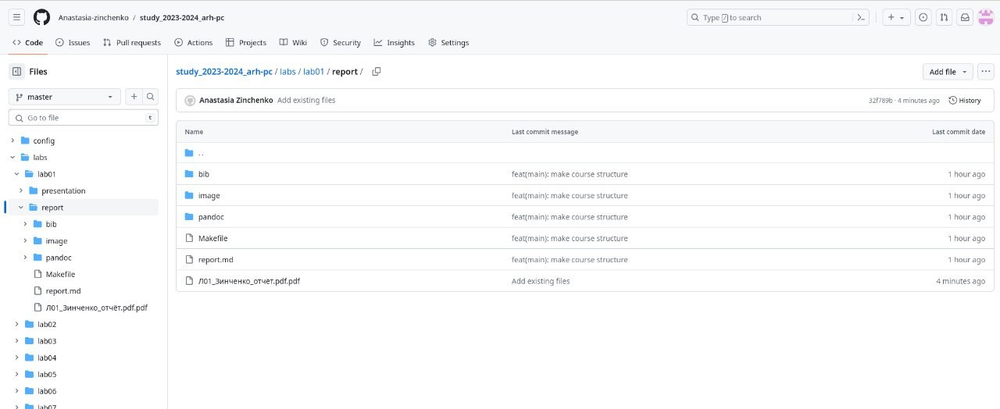 Anastasia-zinchenko / study_2023-2024_arh-pc
Type / to search
Code Issues Pull requests Actions Projects Wiki Security Insights Settings
Files
master
Go to file
t
config
labs
lab01
presentation
report
bib
image
pandoc
Makefile
report.md
Л01_Зинченко_отчёт.pdf.pdf
lab02
lab03
lab04
lab05
lab06
lab07
study_2023-2024_arh-pc / labs / lab01 / report /
Add file
Anastasia Zinchenko Add existing files 32f789b · 4 minutes ago History
Name Last commit message Last commit date
..
bib feat(main): make course structure 1 hour ago
image feat(main): make course structure 1 hour ago
pandoc feat(main): make course structure 1 hour ago
Makefile feat(main): make course structure 1 hour ago
report.md feat(main): make course structure 1 hour ago
Л01_Зинченко_отчёт.pdf.pdf Add existing files 4 minutes ago